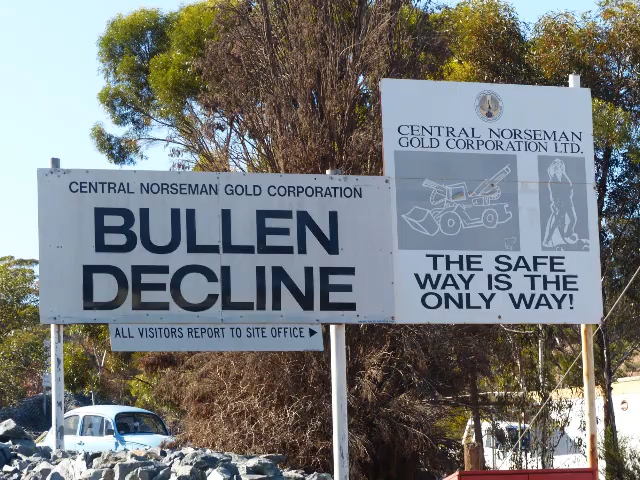 CENTRAL NORSEMAN GOLD CORPORATION
BULLEN
DECLINE
ALL VISITORS REPORT TO SITE OFFICE
CENTRAL NORSEMAN
GOLD CORPORATION LTD.
THE SAFE
WAY IS THE
ONLY WAY!